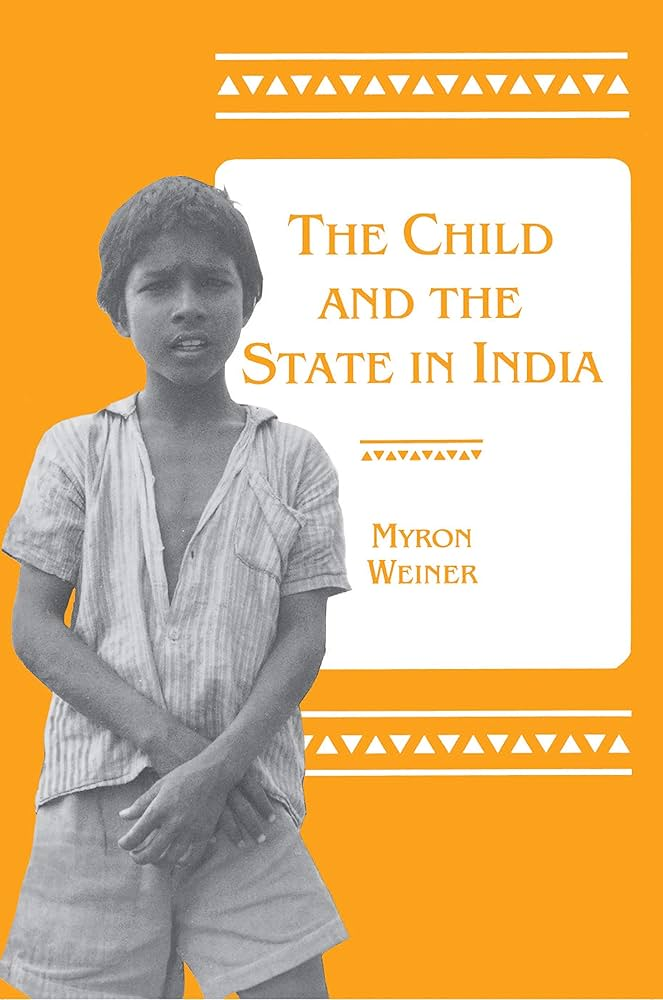 THE CHILD
AND THE
STATE IN INDIA
MYRON
WEINER